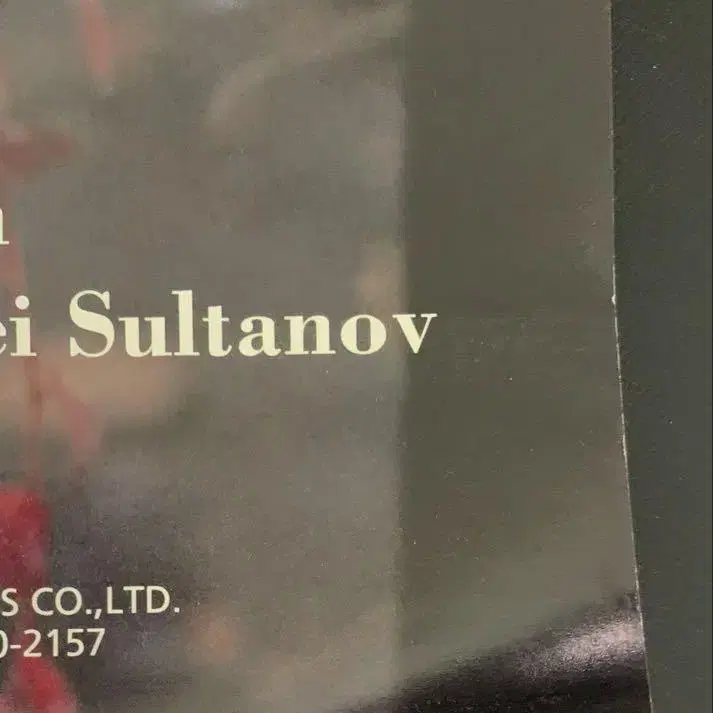 n
ei Sultanov
S CO.,LTD.
0-2157